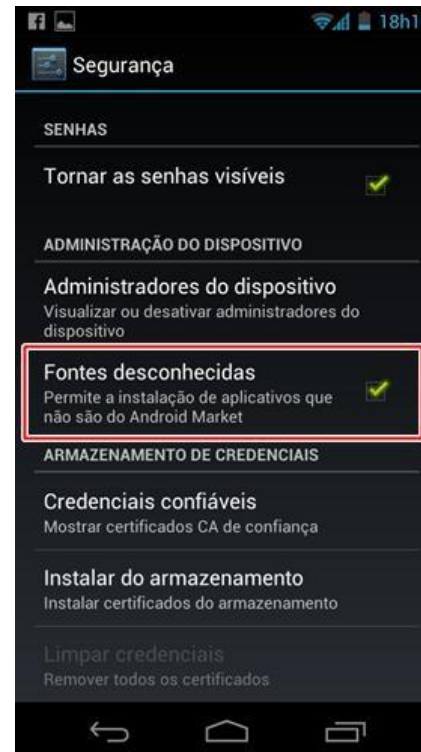 18h1
Segurança
SENHAS
Tornar as senhas visíveis
ADMINISTRAÇÃO DO DISPOSITIVO
Administradores do dispositivo
Visualizar ou desativar administradores do
dispositivo
Fontes desconhecidas
Permite a instalação de aplicativos que
não são do Android Market
ARMAZENAMENTO DE CREDENCIAIS
Credenciais confiáveis
Mostrar certificados CA de confiança
Instalar do armazenamento
Instalar certificados do armazenamento
Limpar credenciais
Remover todos os certificados